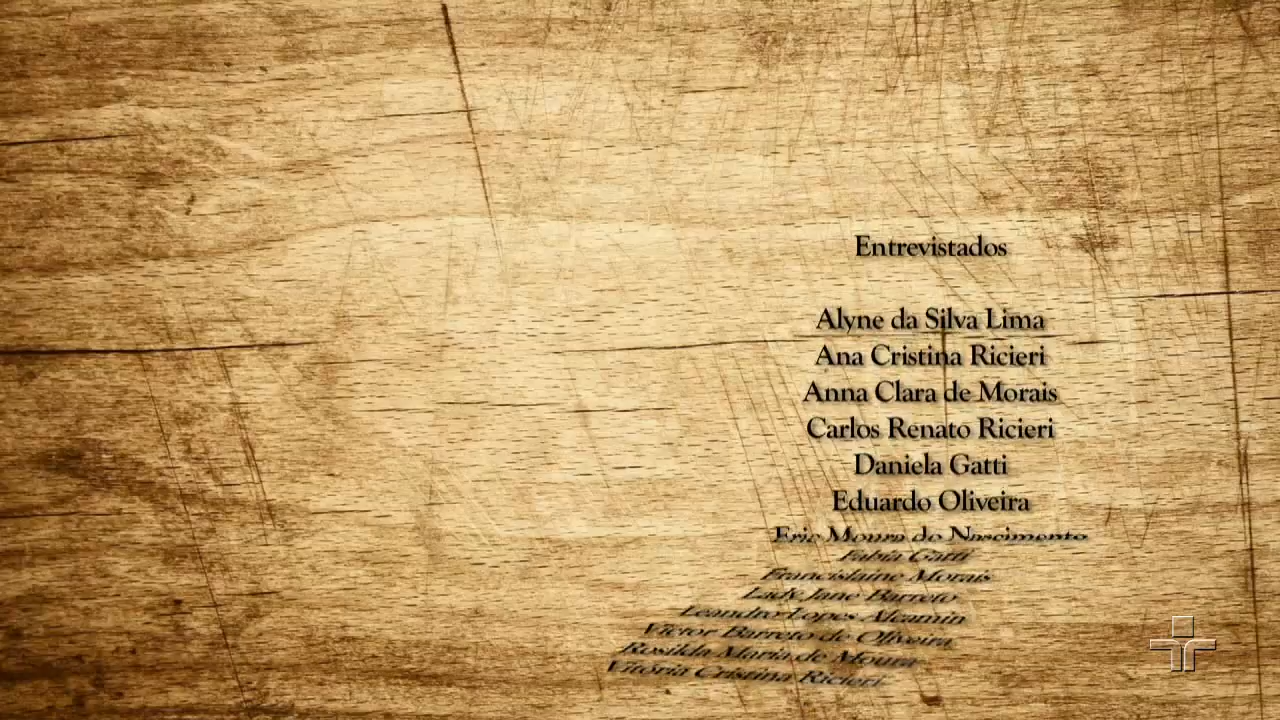 Entrevistados
Alyne da Silva Lima
Ana Cristina Ricieri
Anna Clara de Morais
Carlos Renato Ricieri
Daniela Gatti
Eduardo Oliveira
Eric Moura do Nascimento
Fabia Gatti
Francislaine Morais
Lady Jane Barreto
Leandro Lopes Alcamin
Victor Barreto de Oliveira
Rosilda Maria de Moura
Vitória Cristina Ricieri